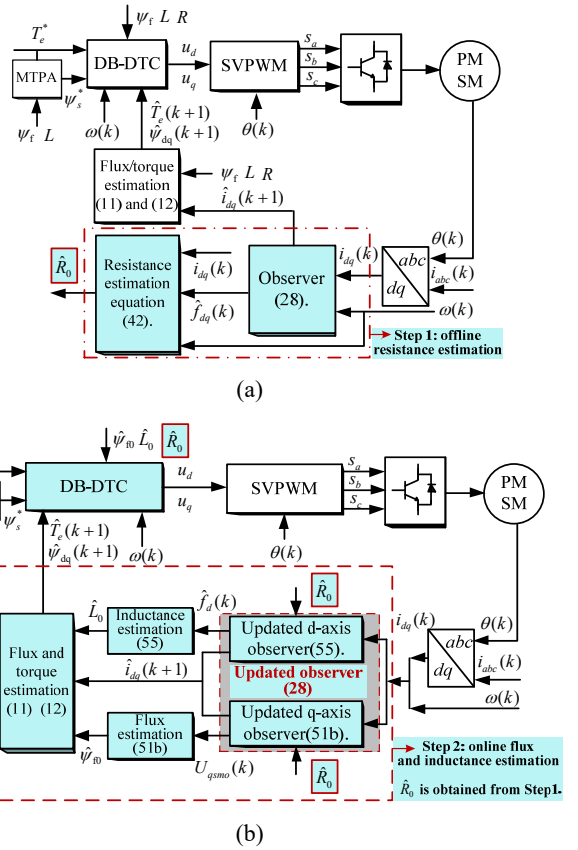 ψ_f L R
T_e^*
MTPA
ψ_s^*
ψ_f L
DB-DTC
ω(k)
u_d
u_q
SVPWM
θ(k)
s_a
s_b
s_c
PM
SM
T̂_e(k+1)
ψ̂_dq(k+1)
Flux/torque
estimation
(11) and (12)
ψ_f L R
î_dq(k+1)
R̂_0
Resistance
estimation
equation
(42).
i_dq(k)
f̂_dq(k)
Observer
(28).
i_dq(k)
abc
dq
θ(k)
i_abc(k)
ω(k)
Step 1: offline
resistance estimation
(a)
ψ̂_f0 L̂_0 R̂_0
ψ_s^*
DB-DTC
T̂_e(k+1)
ψ̂_dq(k+1)
ω(k)
u_d
u_q
SVPWM
θ(k)
s_a
s_b
s_c
PM
SM
Flux and
torque
estimation
(11) (12)
L̂_0
Inductance
estimation
(55)
f̂_d(k)
R̂_0
Updated d-axis
observer(55).
î_dq(k+1)
Updated observer
(28)
Flux
estimation
(51b).
ψ̂_f0
Updated q-axis
observer(51b).
U_qsmo(k)
R̂_0
i_dq(k)
abc
dq
θ(k)
i_abc(k)
ω(k)
Step 2: online flux
and inductance estimation
R̂_0 is obtained from Step1.
(b)